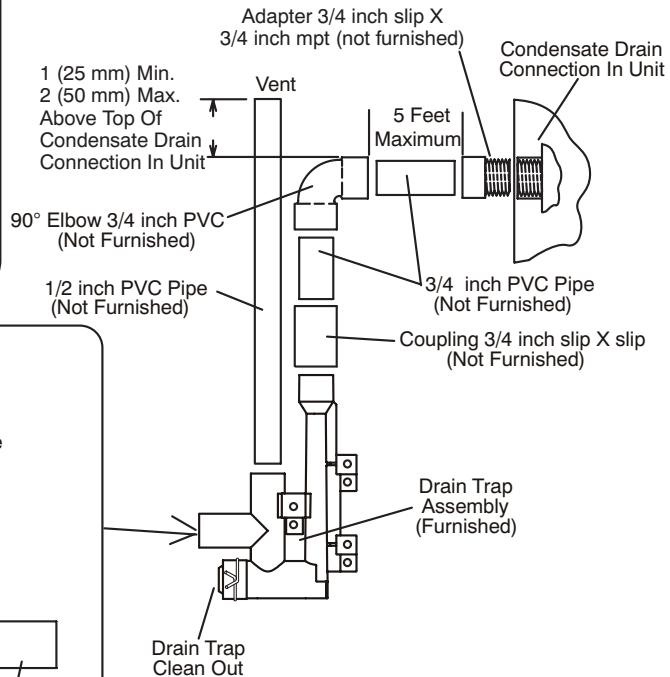 Adapter 3/4 inch slip X
3/4 inch mpt (not furnished)
Condensate Drain
Connection In Unit
1 (25 mm) Min.
2 (50 mm) Max.
Above Top Of
Condensate Drain
Connection In Unit
Vent
5 Feet
Maximum
90° Elbow 3/4 inch PVC
(Not Furnished)
1/2 inch PVC Pipe
(Not Furnished)
3/4 inch PVC Pipe
(Not Furnished)
Coupling 3/4 inch slip X slip
(Not Furnished)
e
Drain Trap
Assembly
(Furnished)
Drain Trap
Clean Out